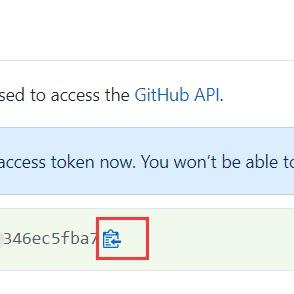 sed to access the GitHub API.
access token now. You won't be able to
346ec5fba7